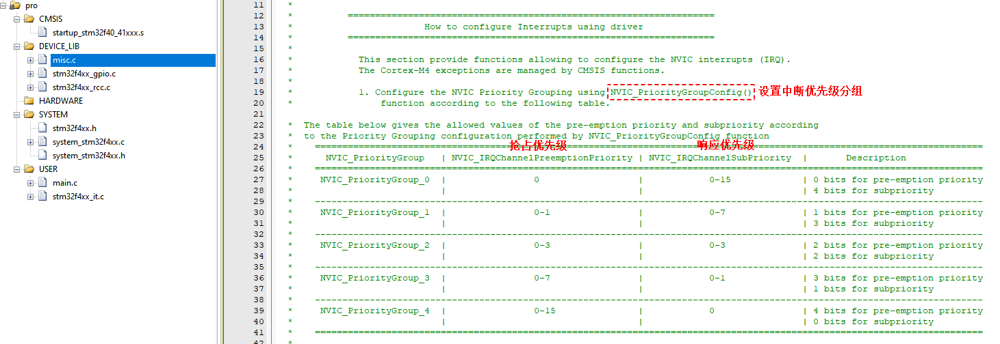 pro
CMSIS
startup_stm32f40_41xxx.s
DEVICE_LIB
misc.c
stm32f4xx_gpio.c
stm32f4xx_rcc.c
HARDWARE
SYSTEM
stm32f4xx.h
system_stm32f4xx.c
system_stm32f4xx.h
USER
main.c
stm32f4xx_it.c
11 *
12 * ===================================================================
13 * How to configure Interrupts using driver
14 * ===================================================================
15 *
16 * This section provide functions allowing to configure the NVIC interrupts (IRQ).
17 * The Cortex-M4 exceptions are managed by CMSIS functions.
18 *
19 * 1. Configure the NVIC Priority Grouping using NVIC_PriorityGroupConfig() 设置中断优先级分组
20 * function according to the following table.
21
22 * The table below gives the allowed values of the pre-emption priority and subpriority according
23 * to the Priority Grouping configuration performed by NVIC_PriorityGroupConfig function
抢占优先级 响应优先级
24 * ==========================================================================================================================
25 * NVIC_PriorityGroup | NVIC_IRQChannelPreemptionPriority | NVIC_IRQChannelSubPriority | Description
26 * ==========================================================================================================================
27 * NVIC_PriorityGroup_0 | 0 | 0-15 | 0 bits for pre-emption priority
28 * | | | 4 bits for subpriority
29 * --------------------------------------------------------------------------------------------------------------------------
30 * NVIC_PriorityGroup_1 | 0-1 | 0-7 | 1 bits for pre-emption priority
31 * | | | 3 bits for subpriority
32 * --------------------------------------------------------------------------------------------------------------------------
33 * NVIC_PriorityGroup_2 | 0-3 | 0-3 | 2 bits for pre-emption priority
34 * | | | 2 bits for subpriority
35 * --------------------------------------------------------------------------------------------------------------------------
36 * NVIC_PriorityGroup_3 | 0-7 | 0-1 | 3 bits for pre-emption priority
37 * | | | 1 bits for subpriority
38 * --------------------------------------------------------------------------------------------------------------------------
39 * NVIC_PriorityGroup_4 | 0-15 | 0 | 4 bits for pre-emption priority
40 * | | | 0 bits for subpriority
41 * ==========================================================================================================================
42 *